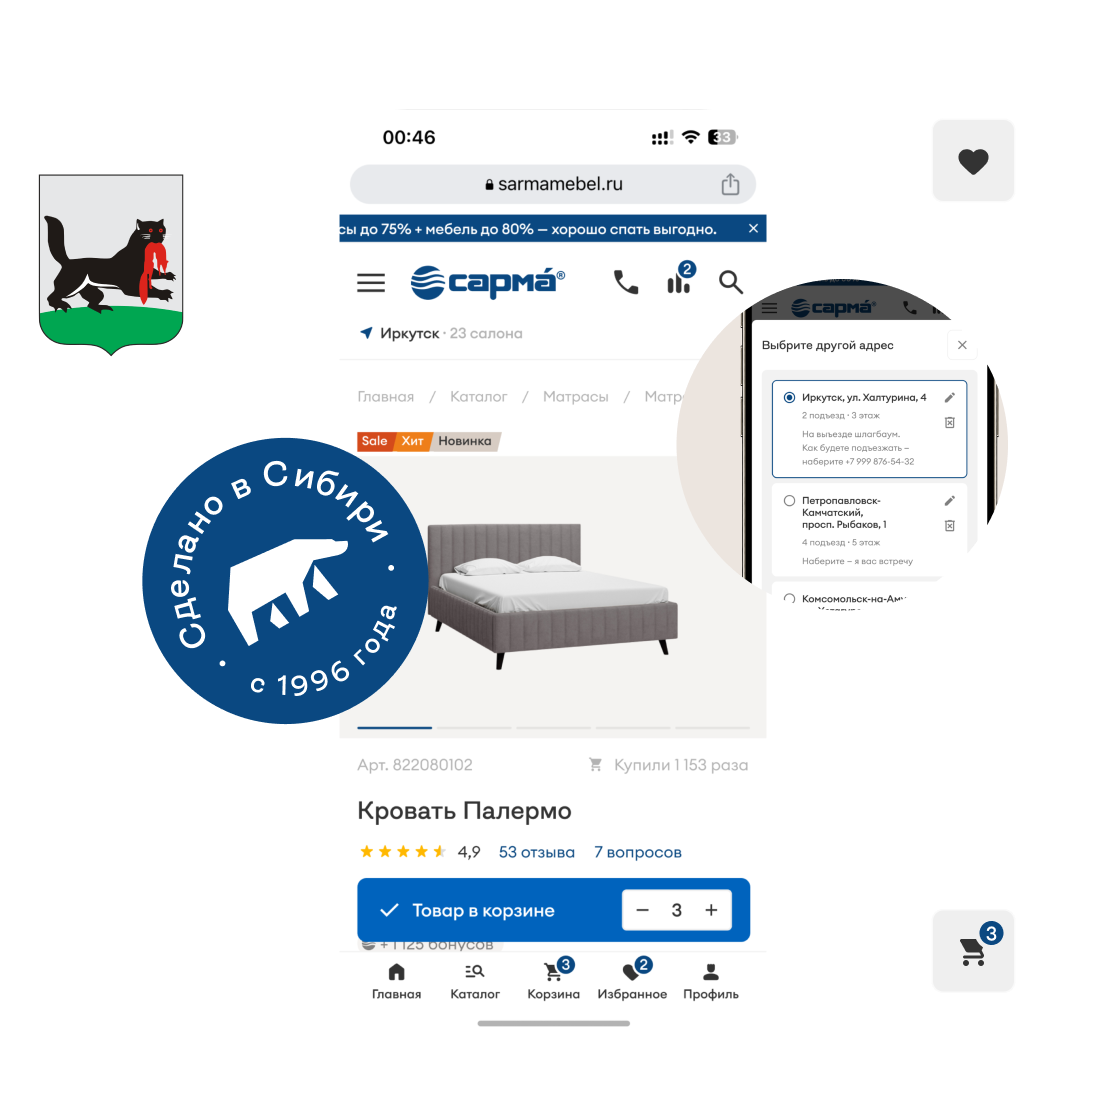 00:46
33
sarmamebel.ru
сы до 75% + мебель до 80% — хорошо спать выгодно.
сарма́®
2
Иркутск · 23 салона
Главная / Каталог / Матрасы / Матр
Sale Хит Новинка
Сделано в Сибири
· с 1996 года ·
Арт. 822080102
Купили 1 153 раза
Кровать Палермо
4,9 53 отзыва 7 вопросов
Товар в корзине
− 3 +
+ 1 125 бонусов
3
2
Главная
Каталог
Корзина
Избранное
Профиль
сарма́®
Выбрите другой адрес
Иркутск, ул. Халтурина, 4
2 подъезд · 3 этаж
На выезде шлагбаум.
Как будете подъезжать –
наберите +7 999 876-54-32
Петропавловск-
Камчатский,
просп. Рыбаков, 1
4 подъезд · 5 этаж
Наберите – я вас встречу
Комсомольск-на-Аму
3